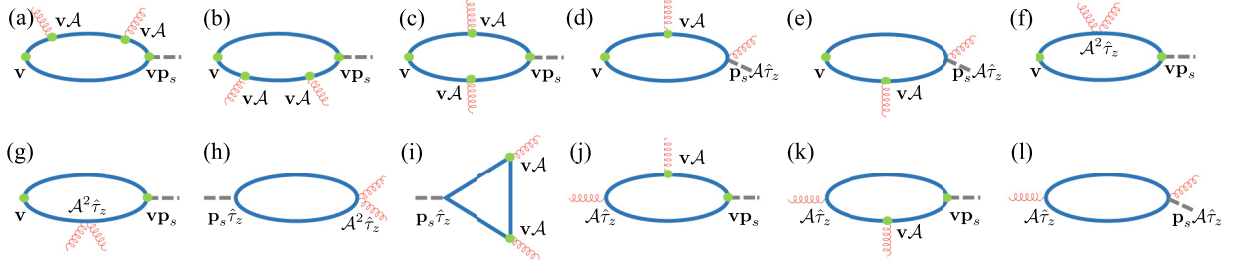 (a) v v𝒜 v𝒜 vp_s
(b) v v𝒜 v𝒜 vp_s
(c) v v𝒜 v𝒜 vp_s
(d) v v𝒜 p_s𝒜τ̂_z
(e) v v𝒜 p_s𝒜τ̂_z
(f) v 𝒜²τ̂_z vp_s
(g) v 𝒜²τ̂_z vp_s
(h) p_sτ̂_z 𝒜²τ̂_z
(i) p_sτ̂_z v𝒜 v𝒜
(j) 𝒜τ̂_z v𝒜 vp_s
(k) 𝒜τ̂_z v𝒜 vp_s
(l) 𝒜τ̂_z p_s𝒜τ̂_z